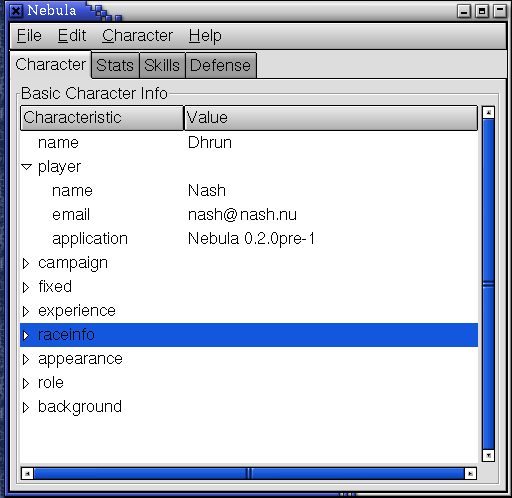 Nebula
File Edit Character Help
Character Stats Skills Defense
Basic Character Info
Characteristic Value
name Dhrun
player
name Nash
email nash@nash.nu
application Nebula 0.2.0pre-1
campaign
fixed
experience
raceinfo
appearance
role
background